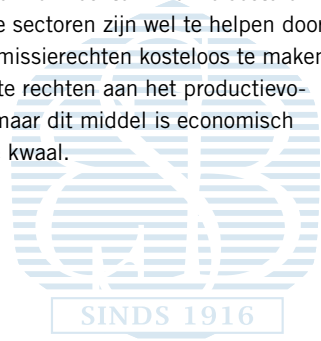 e sectoren zijn wel te helpen door
missierechten kosteloos te maken
te rechten aan het productievo-
maar dit middel is economisch
kwaal.
SINDS 1916